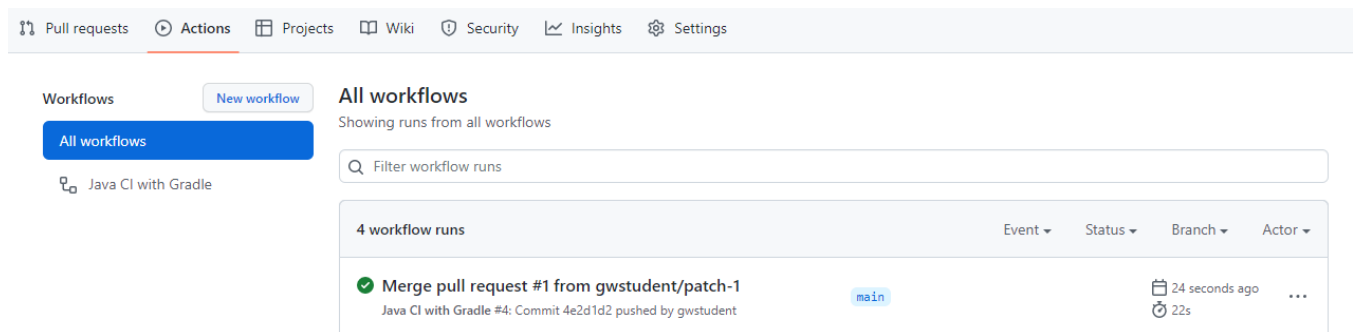 Pull requests Actions Projects Wiki Security Insights Settings
Workflows New workflow
All workflows
Java CI with Gradle
All workflows
Showing runs from all workflows
Filter workflow runs
4 workflow runs Event Status Branch Actor
Merge pull request #1 from gwstudent/patch-1
Java CI with Gradle #4: Commit 4e2d1d2 pushed by gwstudent
main
24 seconds ago
22s